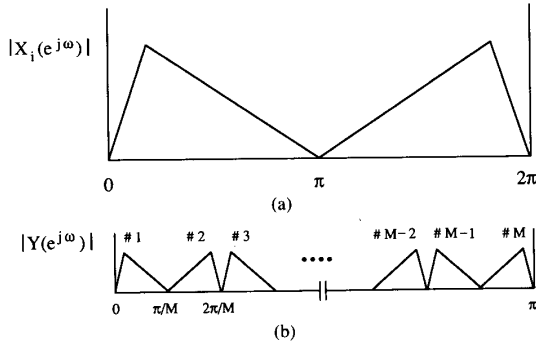 |X_i(e^{jω})|
0
π
2π
(a)
|Y(e^{jω})|
# 1
# 2
# 3
# M−2
# M−1
# M
0
π/M
2π/M
π
(b)